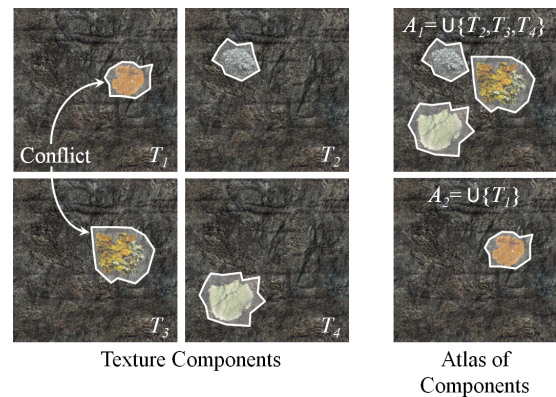 Conflict
T₁
T₂
T₃
T₄
Texture Components
A₁= ∪{T₂,T₃,T₄}
A₂= ∪{T₁}
Atlas of
Components